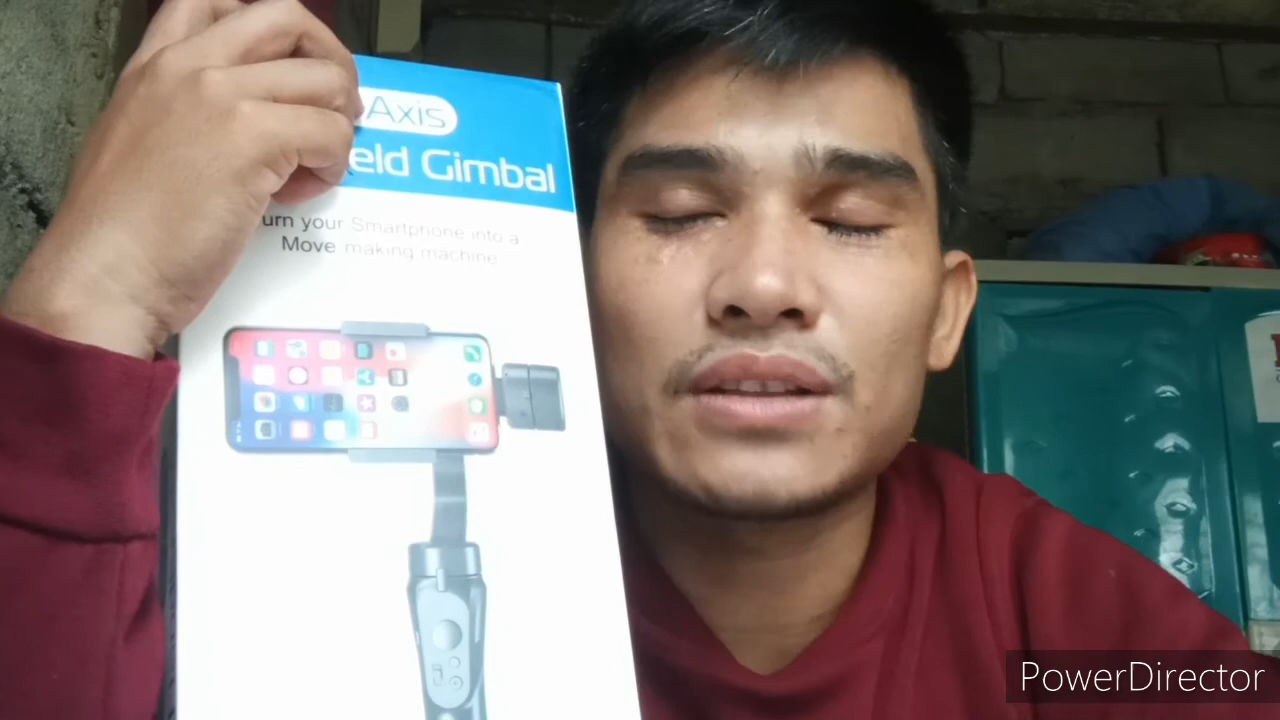 Axis
eld Gimbal
urn your Smartphone into a
Move making machine
PowerDirector